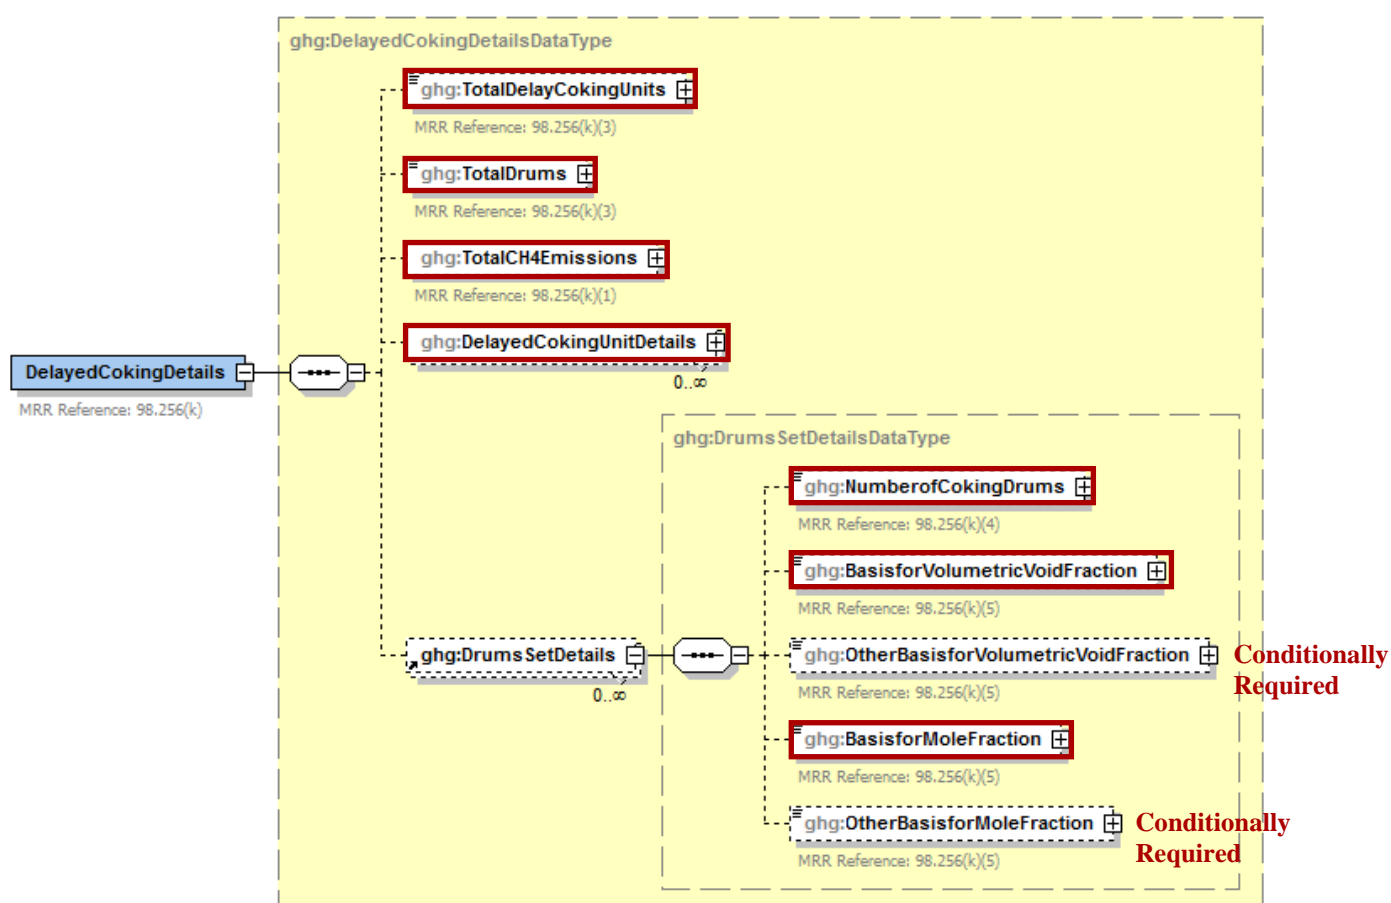 ghg:DelayedCokingDetailsDataType
ghg:TotalDelayCokingUnits
MRR Reference: 98.256(k)(3)
ghg:TotalDrums
MRR Reference: 98.256(k)(3)
ghg:TotalCH4Emissions
MRR Reference: 98.256(k)(1)
ghg:DelayedCokingUnitDetails
0..∞
DelayedCokingDetails
MRR Reference: 98.256(k)
ghg:DrumsSetDetailsDataType
ghg:NumberofCokingDrums
MRR Reference: 98.256(k)(4)
ghg:BasisforVolumetricVoidFraction
MRR Reference: 98.256(k)(5)
ghg:DrumsSetDetails
0..∞
ghg:OtherBasisforVolumetricVoidFraction
MRR Reference: 98.256(k)(5)
Conditionally
Required
ghg:BasisforMoleFraction
MRR Reference: 98.256(k)(5)
ghg:OtherBasisforMoleFraction
MRR Reference: 98.256(k)(5)
Conditionally
Required